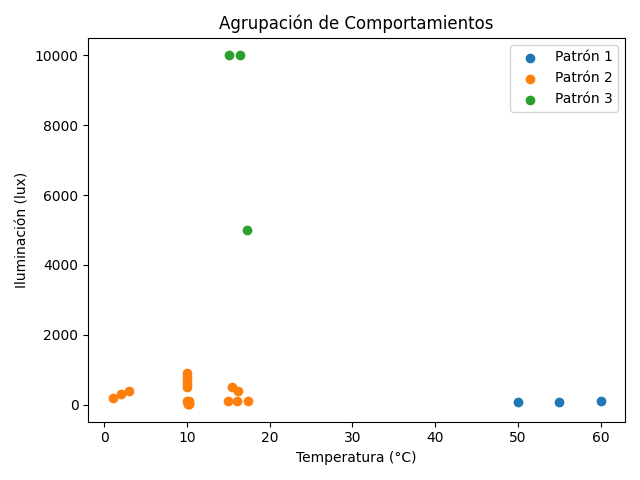 Agrupación de Comportamientos
Patrón 1
Patrón 2
Patrón 3
Iluminación (lux)
10000
8000
6000
4000
2000
0
0 10 20 30 40 50 60
Temperatura (°C)